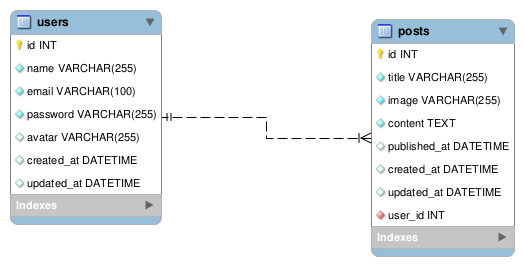 users
id INT
name VARCHAR(255)
email VARCHAR(100)
password VARCHAR(255)
avatar VARCHAR(255)
created_at DATETIME
updated_at DATETIME
Indexes
posts
id INT
title VARCHAR(255)
image VARCHAR(255)
content TEXT
published_at DATETIME
created_at DATETIME
updated_at DATETIME
user_id INT
Indexes